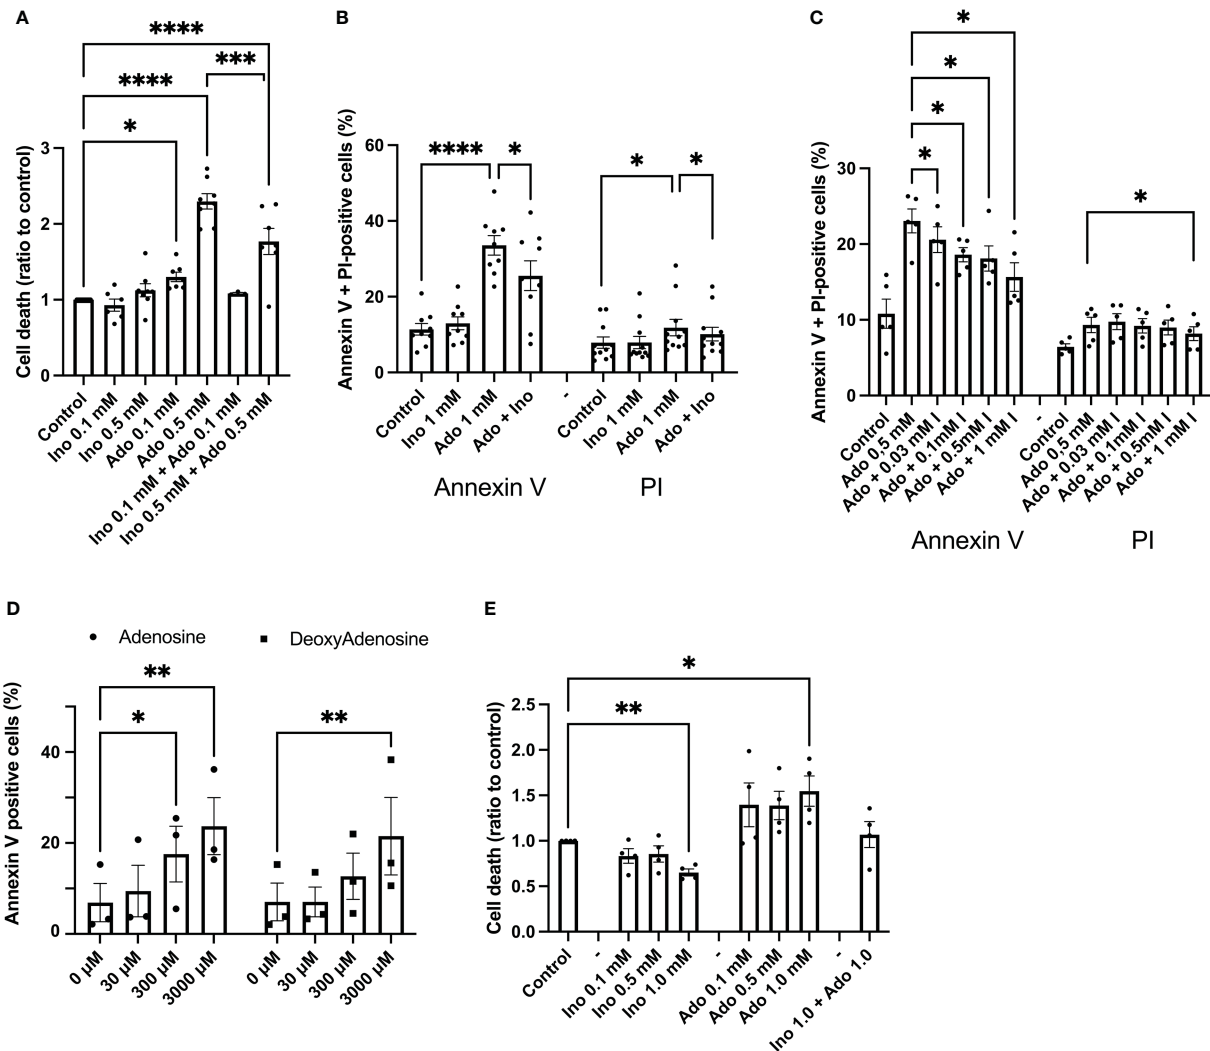 A
****
***
****
*
Cell death (ratio to control)
3
2
1
0
Control
Ino 0.1 mM
Ino 0.5 mM
Ado 0.1 mM
Ado 0.5 mM
Ino 0.1 mM + Ado 0.1 mM
Ino 0.5 mM + Ado 0.5 mM
B
Annexin V + PI-positive cells (%)
60
40
20
0
****
*
*
*
Control
Ino 1 mM
Ado 1 mM
Ado + Ino
-
Control
Ino 1 mM
Ado 1 mM
Ado + Ino
Annexin V
PI
C
*
*
*
*
*
Annexin V + PI-positive cells (%)
30
20
10
0
Control
Ado 0,5 mM
Ado + 0.03 mM I
Ado + 0.1mM I
Ado + 0.5mM I
Ado + 1 mM I
-
Control
Ado 0,5 mM
Ado + 0.03 mM I
Ado + 0.1mM I
Ado + 0.5mM I
Ado + 1 mM I
Annexin V
PI
D
Adenosine
DeoxyAdenosine
**
*
**
Annexin V positive cells (%)
40
20
0
0 µM
30 µM
300 µM
3000 µM
0 µM
30 µM
300 µM
3000 µM
E
*
**
Cell death (ratio to control)
2.5
2.0
1.5
1.0
0.5
0.0
Control
-
Ino 0.1 mM
Ino 0.5 mM
Ino 1.0 mM
-
Ado 0.1 mM
Ado 0.5 mM
Ado 1.0 mM
-
Ino 1.0 + Ado 1.0